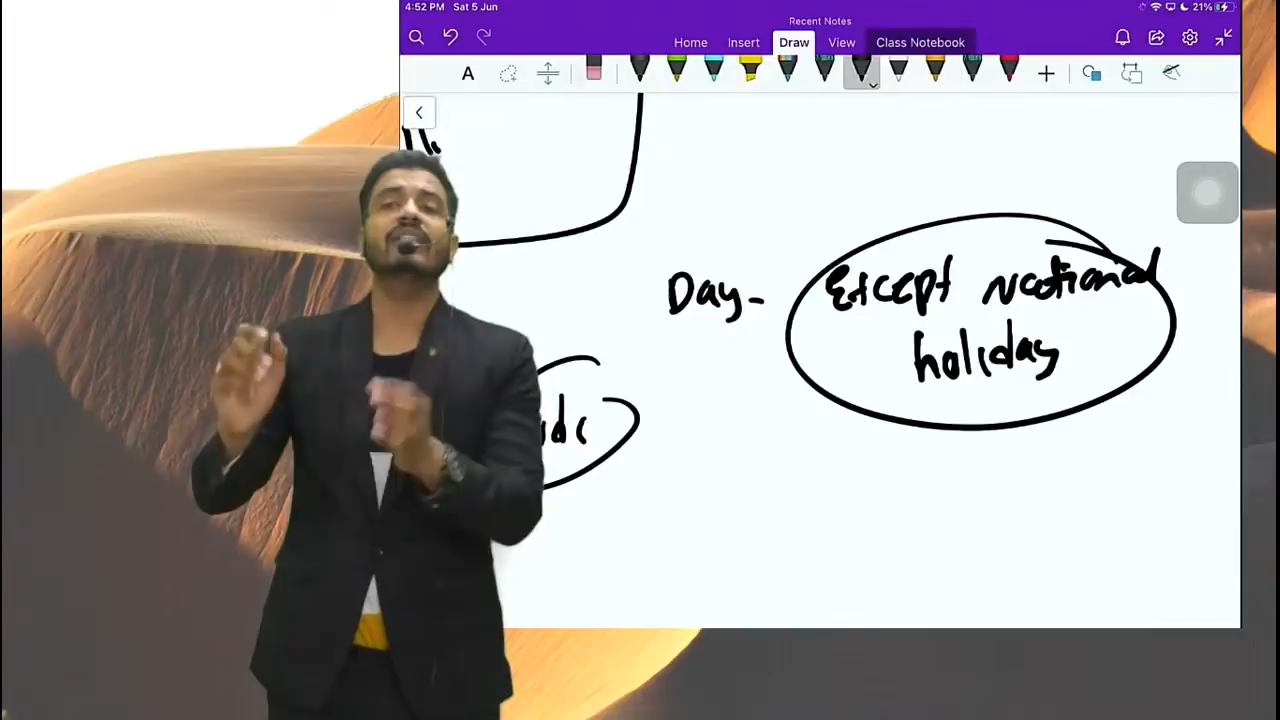 4:52 PM Sat 5 Jun
21%
Recent Notes
Home Insert Draw View Class Notebook
A
Day - Except national
holiday